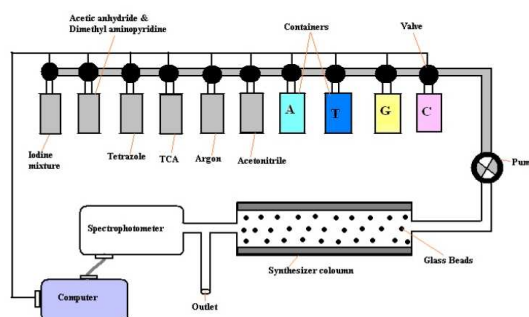 Acetic anhydride &
Dimethyl aminopyridine
Containers
Valve
A
T
G
C
Iodine
mixture
Tetrazole
TCA
Argon
Acetonitrile
Pump
Spectrophotometer
Synthesizer coloumn
Glass Beads
Computer
Outlet